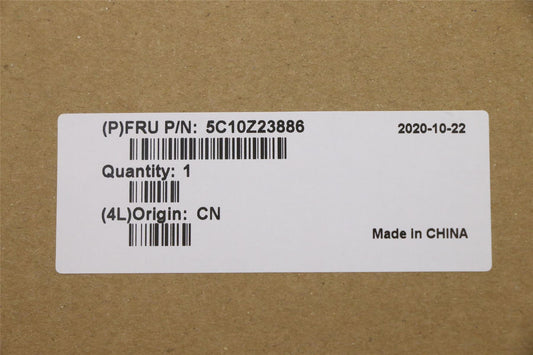 (P)FRU P/N: 5C10Z23886
2020-10-22
Quantity: 1
(4L)Origin: CN
Made in CHINA